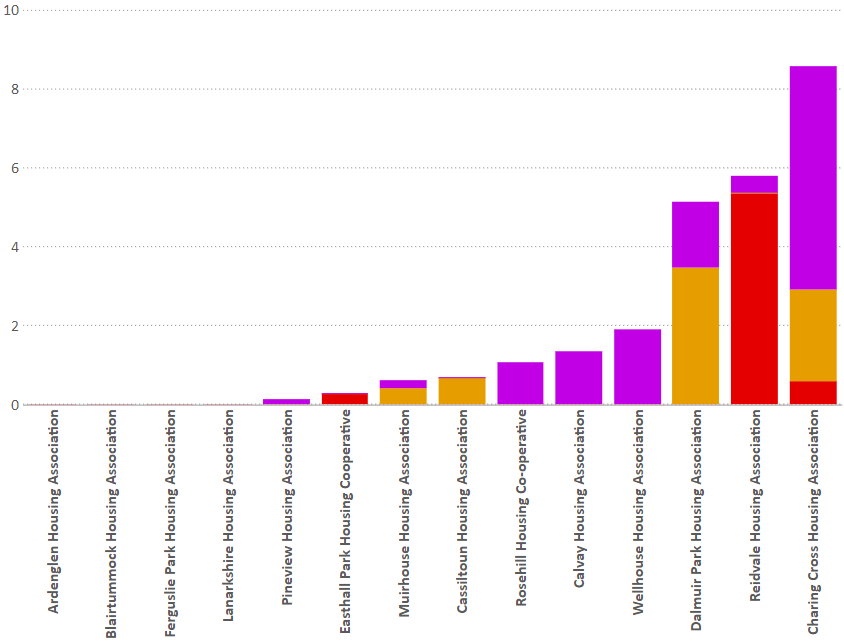 10
8
6
4
2
0
Ardenglen Housing Association
Blairtummock Housing Association
Ferguslie Park Housing Association
Lanarkshire Housing Association
Pineview Housing Association
Easthall Park Housing Cooperative
Muirhouse Housing Association
Cassiltoun Housing Association
Rosehill Housing Co-operative
Calvay Housing Association
Wellhouse Housing Association
Dalmuir Park Housing Association
Reidvale Housing Association
Charing Cross Housing Association